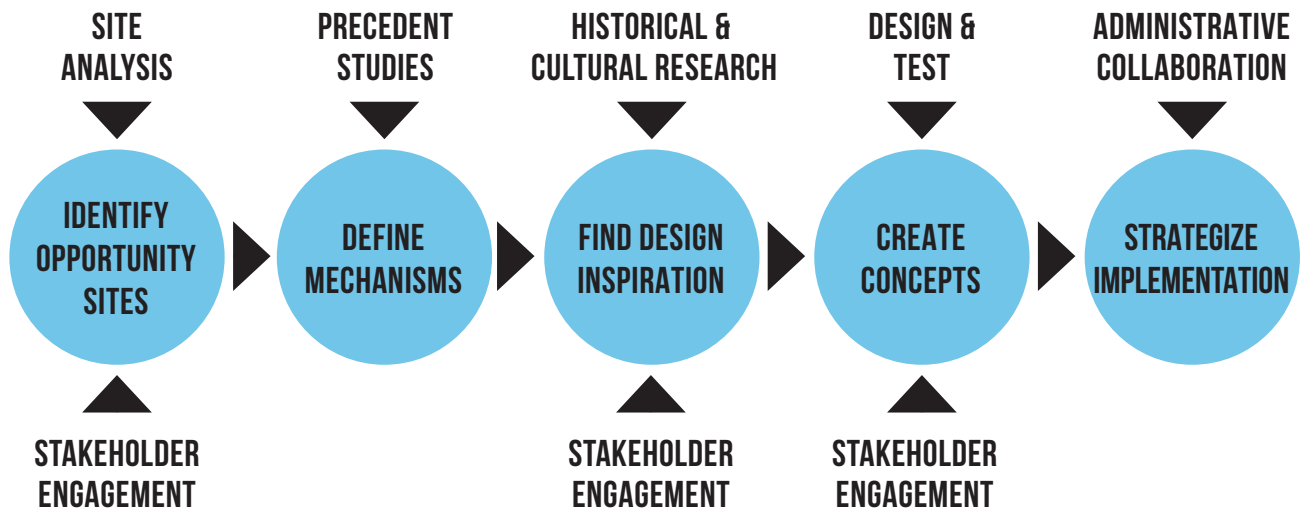 SITE
ANALYSIS
PRECEDENT
STUDIES
HISTORICAL &
CULTURAL RESEARCH
DESIGN &
TEST
ADMINISTRATIVE
COLLABORATION
IDENTIFY
OPPORTUNITY
SITES
DEFINE
MECHANISMS
FIND DESIGN
INSPIRATION
CREATE
CONCEPTS
STRATEGIZE
IMPLEMENTATION
STAKEHOLDER
ENGAGEMENT
STAKEHOLDER
ENGAGEMENT
STAKEHOLDER
ENGAGEMENT